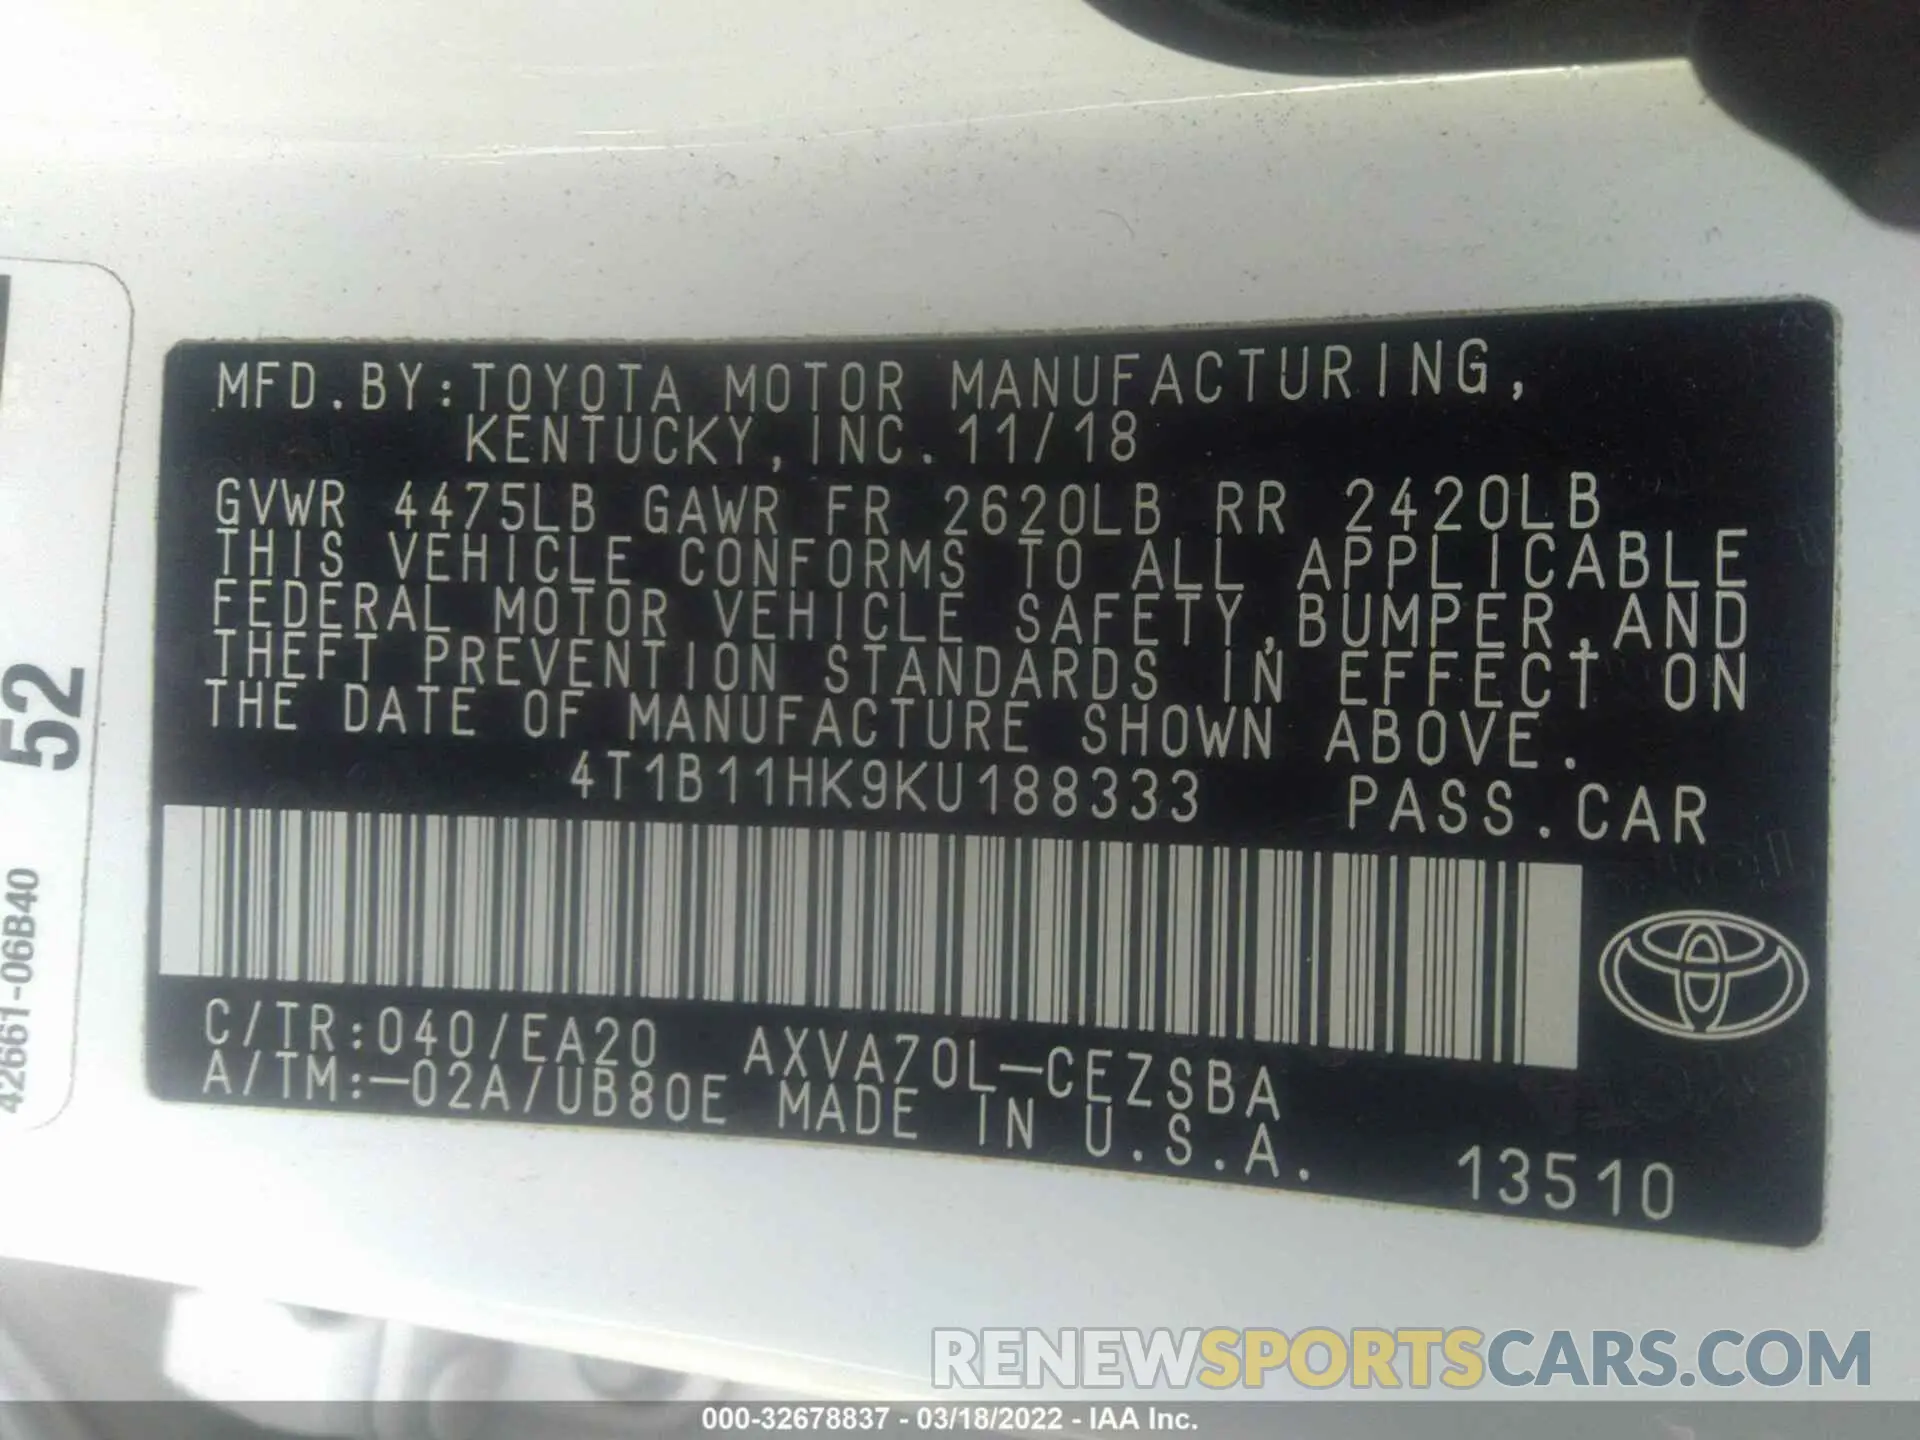 MFD.BY:TOYOTA MOTOR MANUFACTURING,
KENTUCKY,INC.11/18
GVWR 4475LB GAWR FR 2620LB RR 2420LB
THIS VEHICLE CONFORMS TO ALL APPLICABLE
FEDERAL MOTOR VEHICLE SAFETY,BUMPER,AND
THEFT PREVENTION STANDARDS IN EFFECT ON
THE DATE OF MANUFACTURE SHOWN ABOVE.
4T1B11HK9KU188333 PASS.CAR
C/TR:040/EA20 AXVA70L-CEZSBA
A/TM:-02A/UB80E MADE IN U.S.A.
13510
52
42661-06B40
RENEWSPORTSCARS.COM
000-32678837 - 03/18/2022 - IAA Inc.